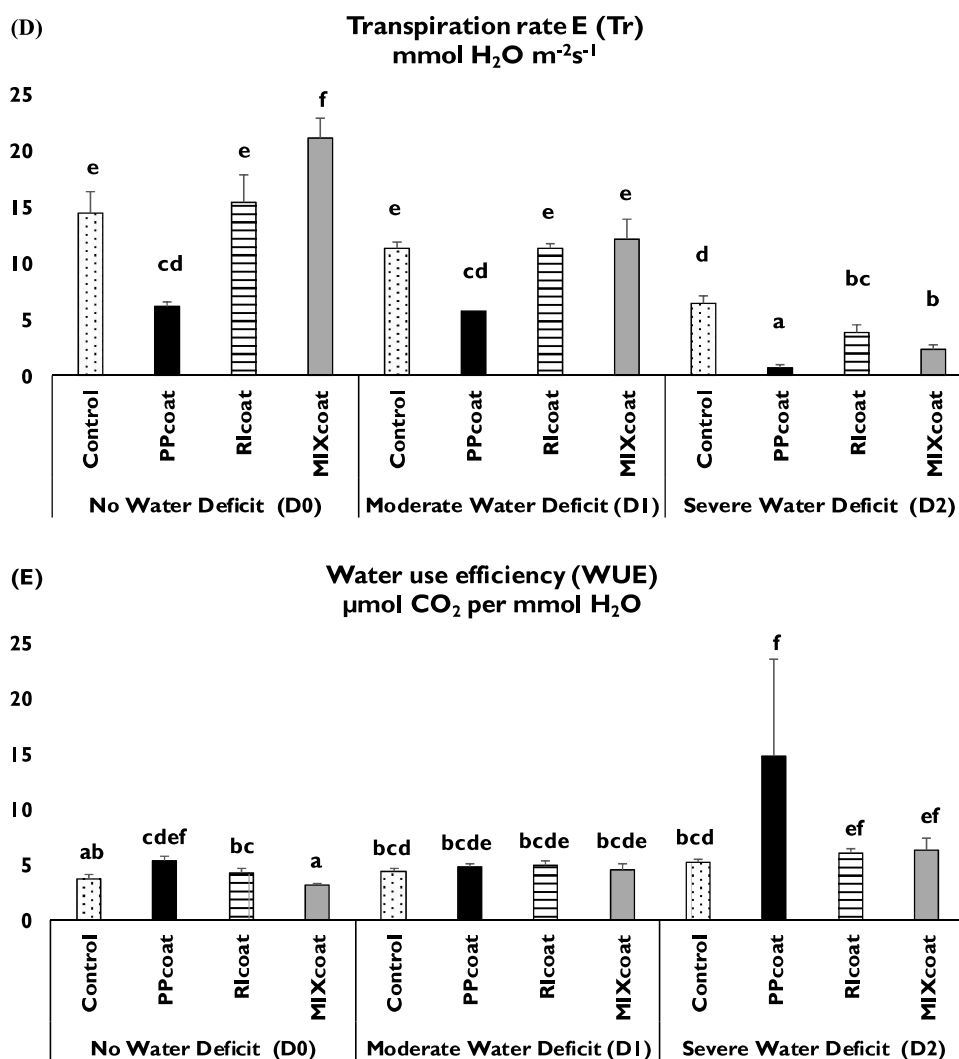 (D)
Transpiration rate E (Tr)
mmol H₂O m⁻²s⁻¹
25
20
15
10
5
0
e
cd
e
f
e
cd
e
e
d
a
bc
b
Control
PPcoat
RIcoat
MIXcoat
Control
PPcoat
RIcoat
MIXcoat
Control
PPcoat
RIcoat
MIXcoat
No Water Deficit (D0)
Moderate Water Deficit (D1)
Severe Water Deficit (D2)
(E)
Water use efficiency (WUE)
µmol CO₂ per mmol H₂O
25
20
15
10
5
0
ab
cdef
bc
a
bcd
bcde
bcde
bcde
bcd
f
ef
ef
Control
PPcoat
RIcoat
MIXcoat
Control
PPcoat
RIcoat
MIXcoat
Control
PPcoat
RIcoat
MIXcoat
No Water Deficit (D0)
Moderate Water Deficit (D1)
Severe Water Deficit (D2)